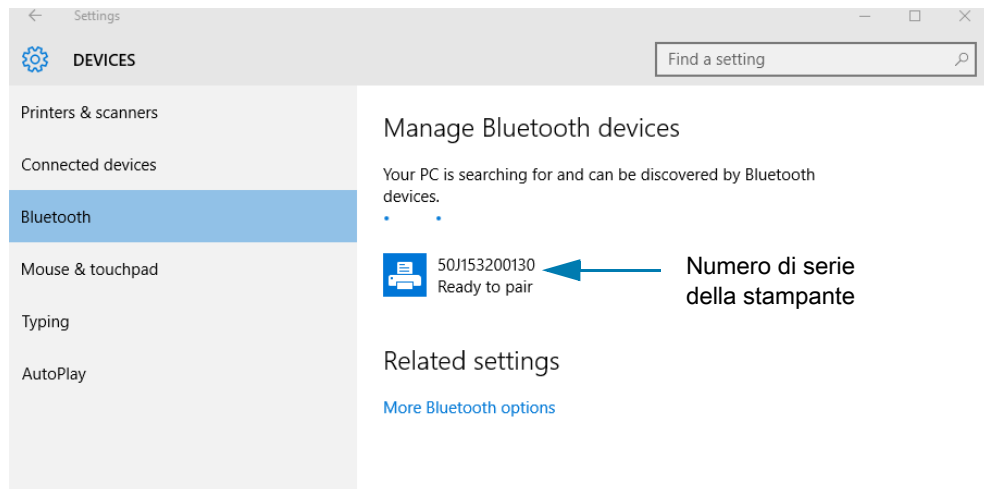 Settings
DEVICES
Find a setting
Printers & scanners
Connected devices
Bluetooth
Mouse & touchpad
Typing
AutoPlay
Manage Bluetooth devices
Your PC is searching for and can be discovered by Bluetooth
devices.
50J153200130
Ready to pair
Numero di serie
della stampante
Related settings
More Bluetooth options